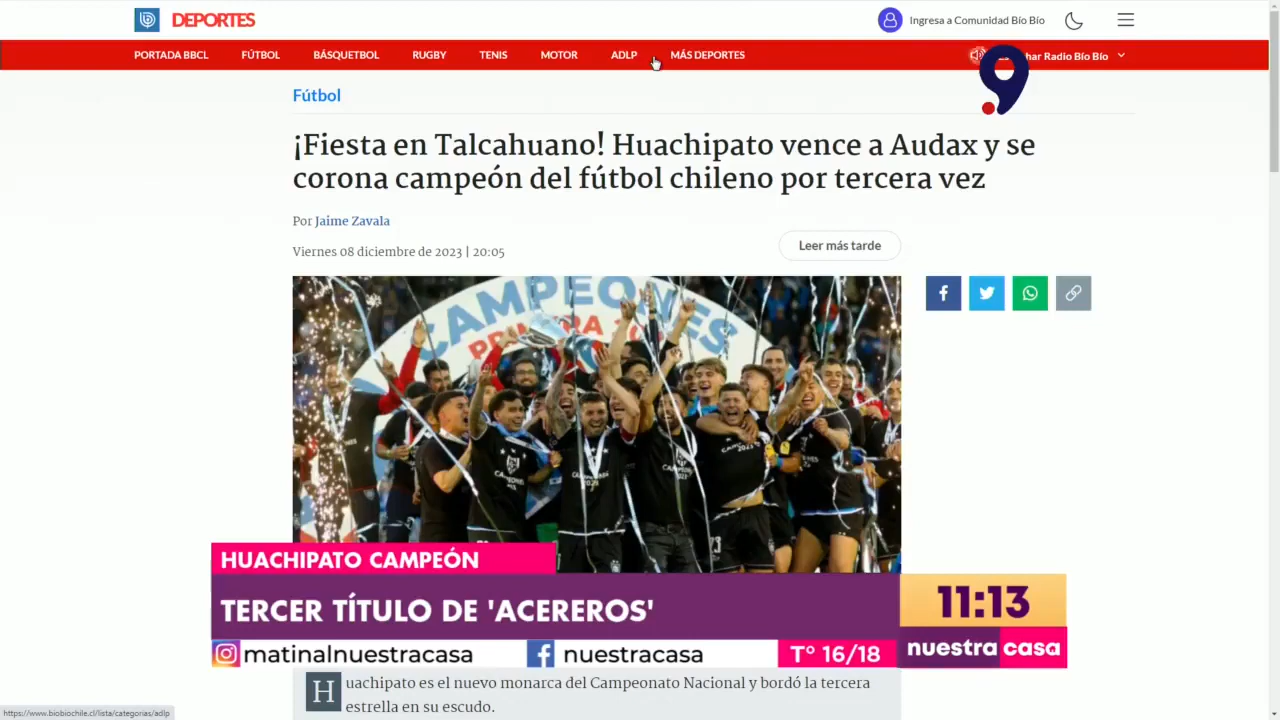 DEPORTES
Ingresa a Comunidad Bío Bío
PORTADA BBCL FÚTBOL BÁSQUETBOL RUGBY TENIS MOTOR ADLP MÁS DEPORTES
har Radio Bío Bío
Fútbol
¡Fiesta en Talcahuano! Huachipato vence a Audax y se
corona campeón del fútbol chileno por tercera vez
Por Jaime Zavala
Viernes 08 diciembre de 2023 | 20:05
Leer más tarde
CAMPEONES
PRIMERA
HUACHIPATO CAMPEÓN
TERCER TÍTULO DE 'ACEREROS'
11:13
matinalnuestracasa
nuestracasa
T° 16/18
nuestra casa
Huachipato es el nuevo monarca del Campeonato Nacional y bordó la tercera
estrella en su escudo.
https://www.biobiochile.cl/lista/categorias/adlp